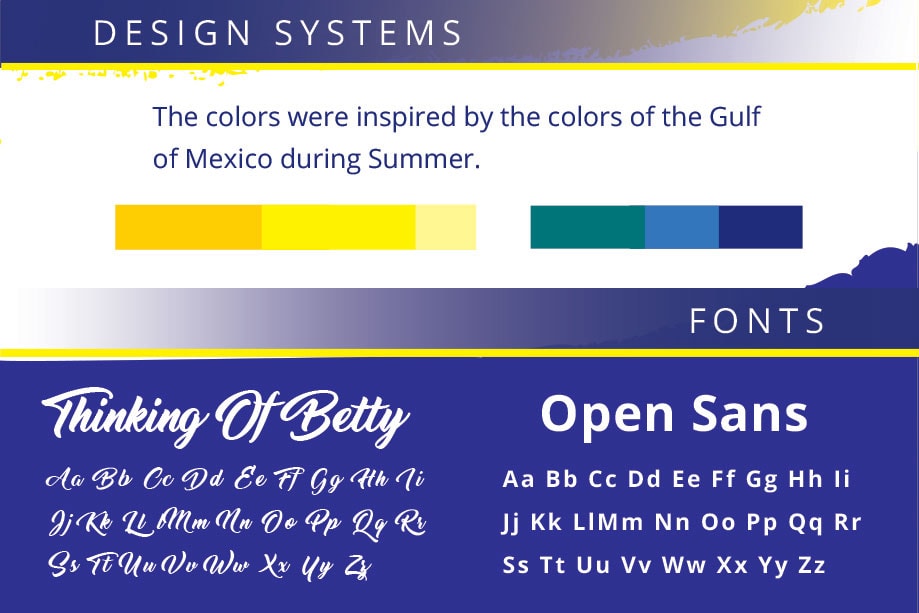 DESIGN SYSTEMS
The colors were inspired by the colors of the Gulf
of Mexico during Summer.
FONTS
Thinking Of Betty
Aa Bb Cc Dd Ee Ff Gg Hh Ii
Jj Kk Ll Mm Nn Oo Pp Qq Rr
Ss Tt Uu Vv Ww Xx Yy Zz
Open Sans
Aa Bb Cc Dd Ee Ff Gg Hh Ii
Jj Kk LlMm Nn Oo Pp Qq Rr
Ss Tt Uu Vv Ww Xx Yy Zz